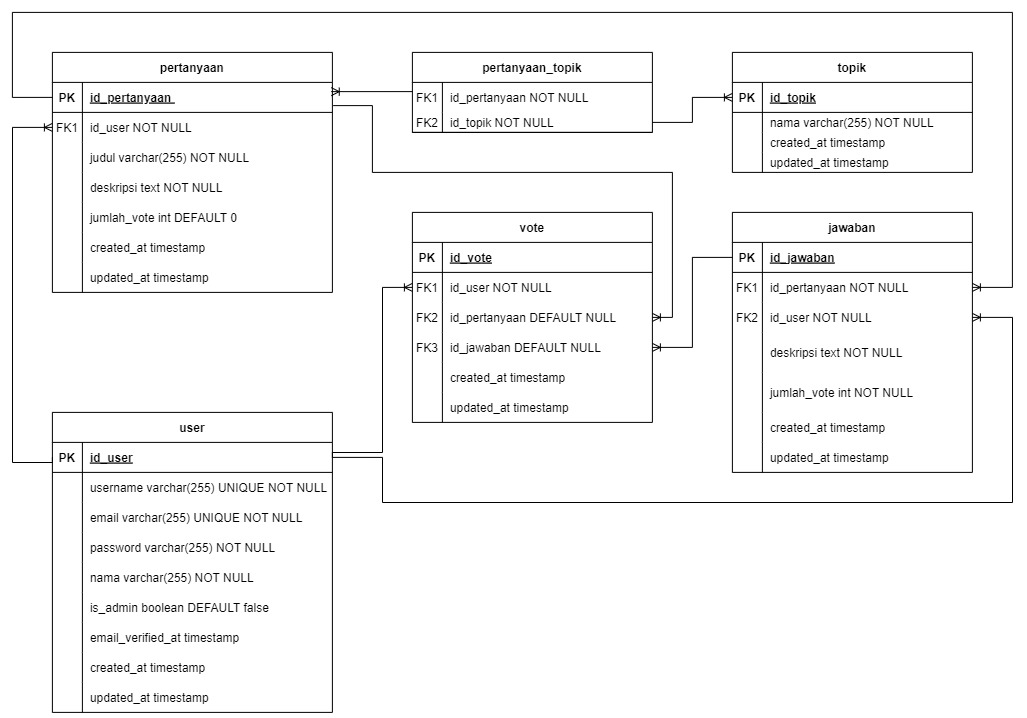 pertanyaan
PK id_pertanyaan
FK1 id_user NOT NULL
judul varchar(255) NOT NULL
deskripsi text NOT NULL
jumlah_vote int DEFAULT 0
created_at timestamp
updated_at timestamp
pertanyaan_topik
FK1 id_pertanyaan NOT NULL
FK2 id_topik NOT NULL
topik
PK id_topik
nama varchar(255) NOT NULL
created_at timestamp
updated_at timestamp
vote
PK id_vote
FK1 id_user NOT NULL
FK2 id_pertanyaan DEFAULT NULL
FK3 id_jawaban DEFAULT NULL
created_at timestamp
updated_at timestamp
jawaban
PK id_jawaban
FK1 id_pertanyaan NOT NULL
FK2 id_user NOT NULL
deskripsi text NOT NULL
jumlah_vote int NOT NULL
created_at timestamp
updated_at timestamp
user
PK id_user
username varchar(255) UNIQUE NOT NULL
email varchar(255) UNIQUE NOT NULL
password varchar(255) NOT NULL
nama varchar(255) NOT NULL
is_admin boolean DEFAULT false
email_verified_at timestamp
created_at timestamp
updated_at timestamp